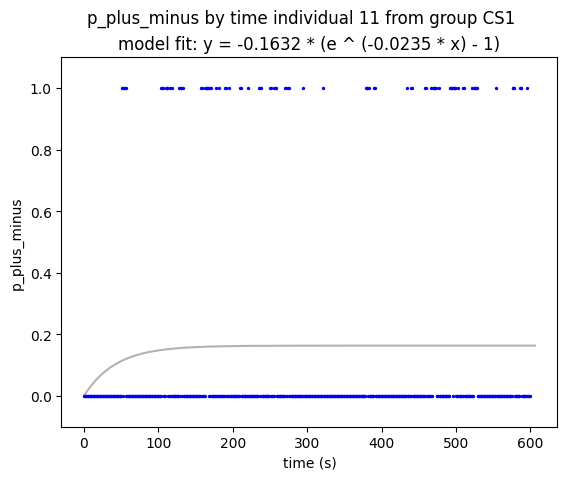 p_plus_minus by time individual 11 from group CS1
model fit: y = -0.1632 * (e ^ (-0.0235 * x) - 1)
1.0
0.8
0.6
0.4
0.2
0.0
p_plus_minus
0 100 200 300 400 500 600
time (s)